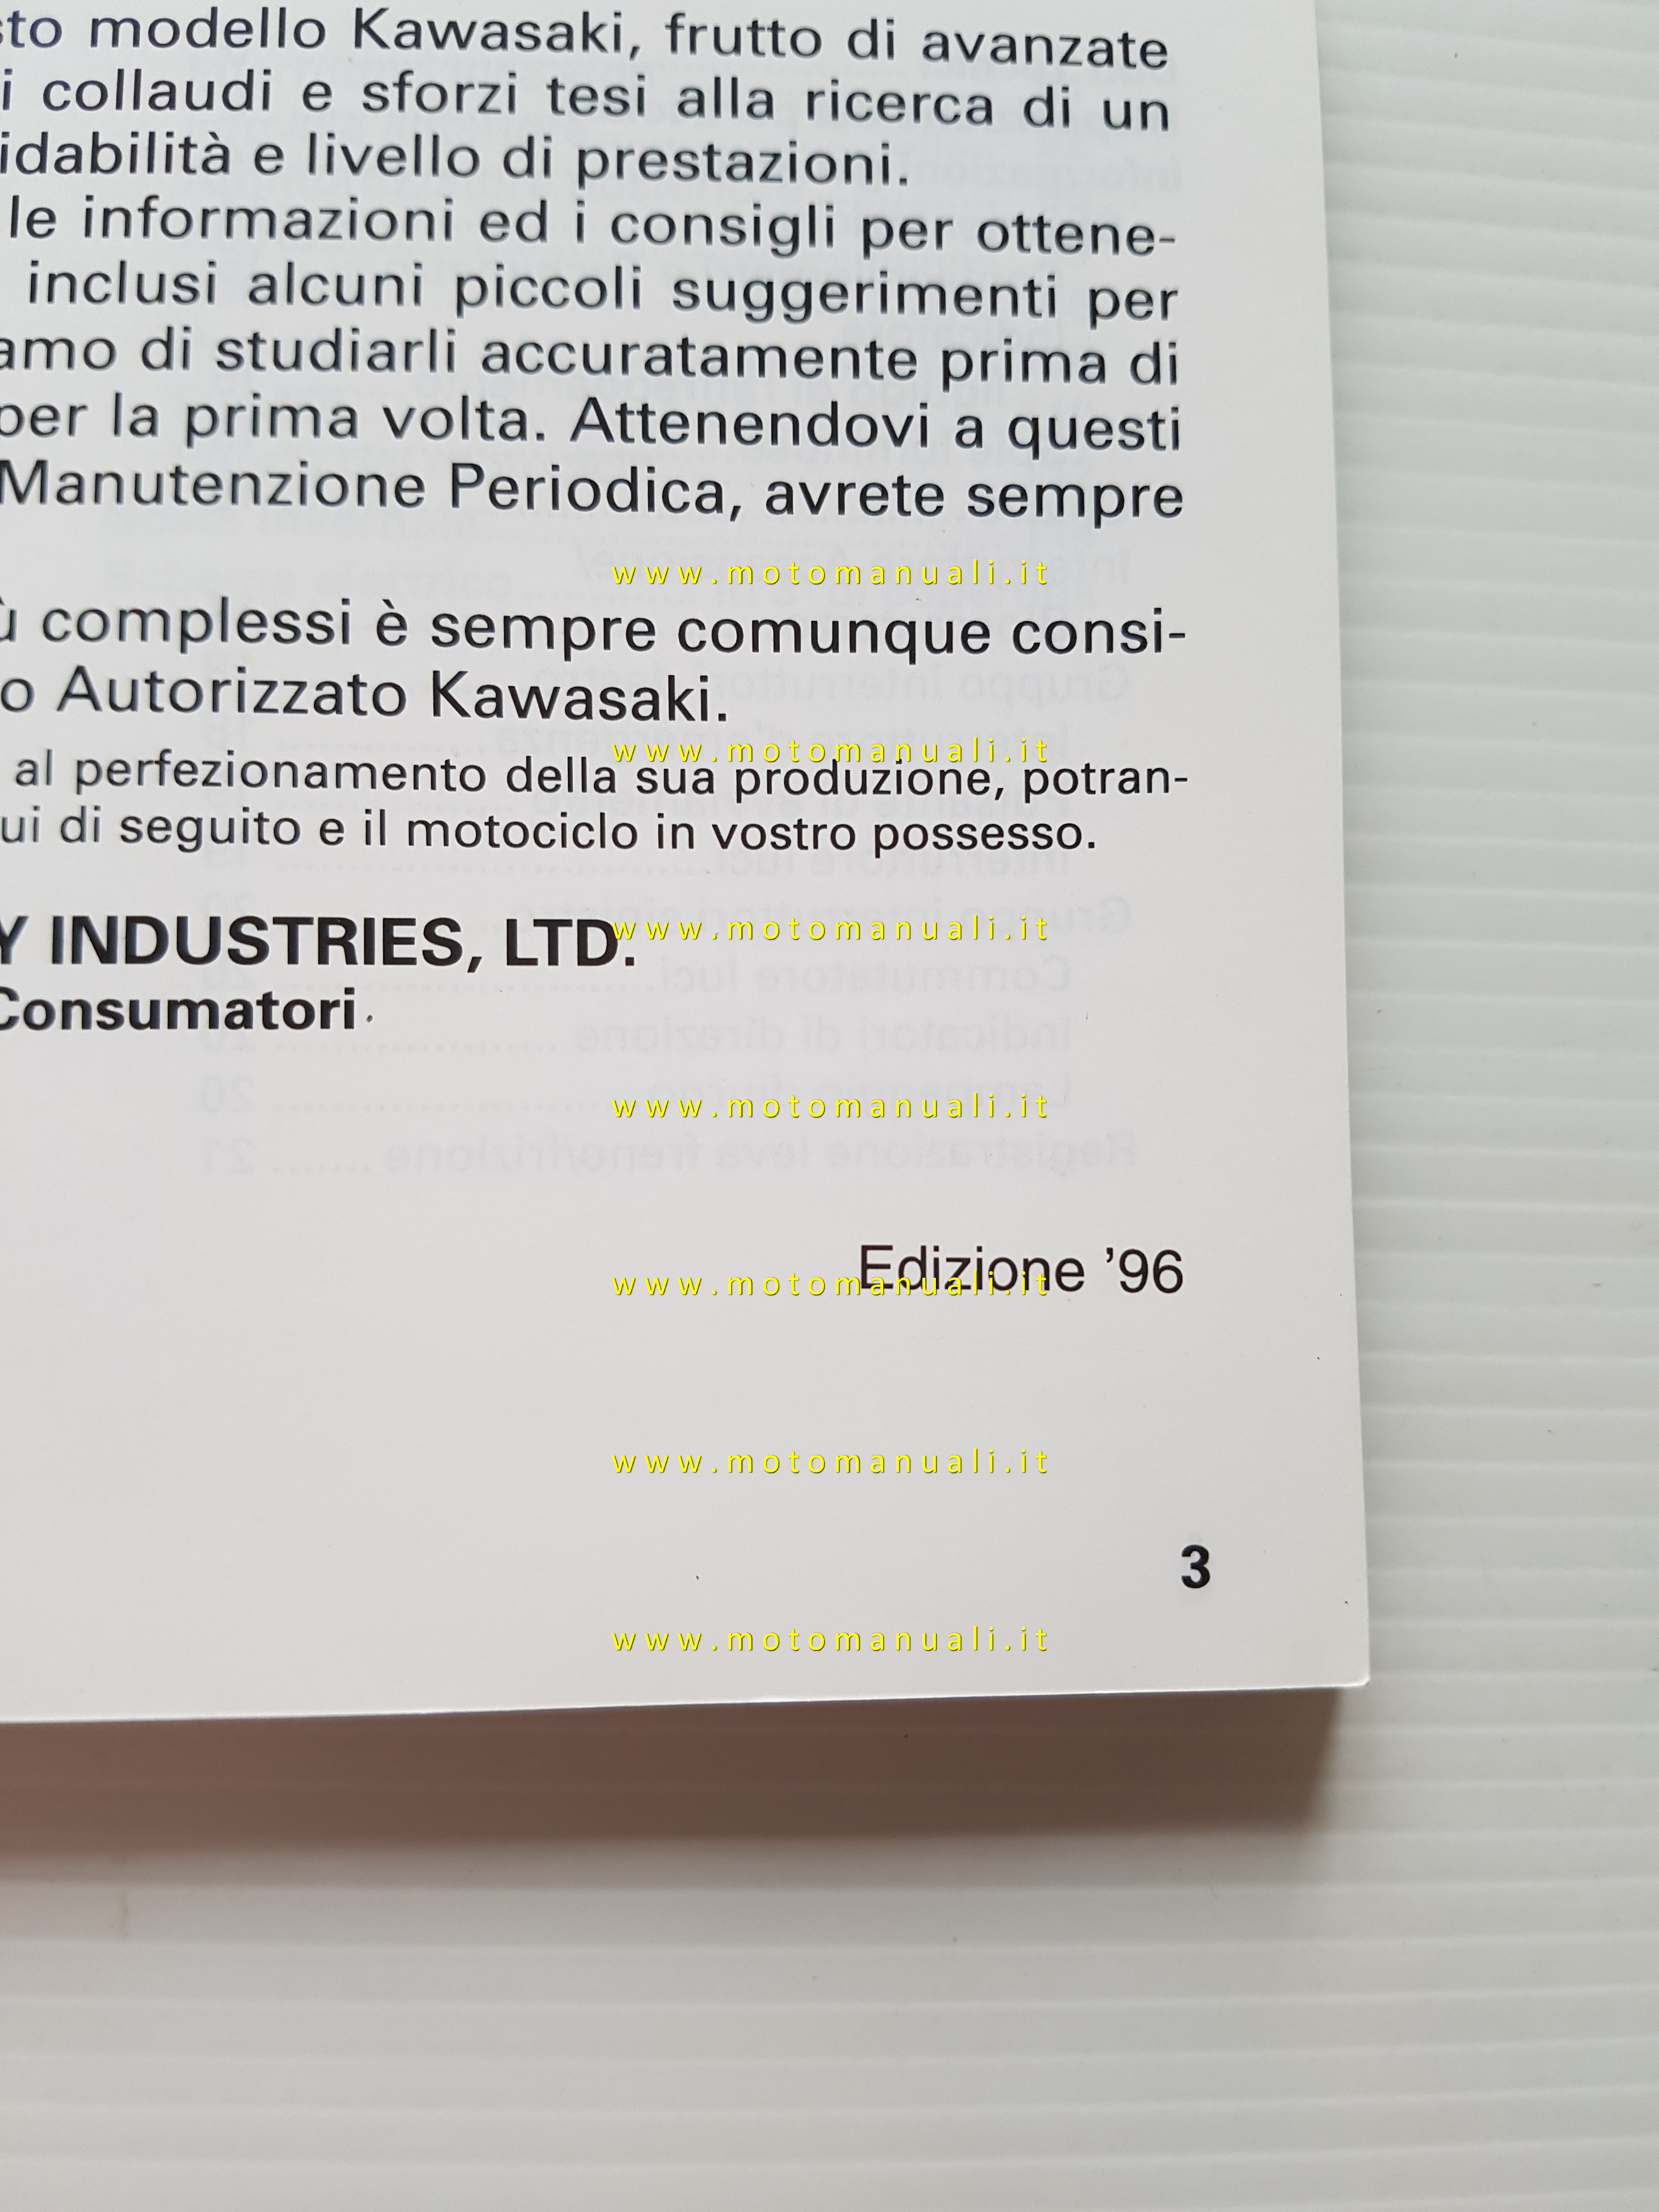 sto modello Kawasaki, frutto di avanzate
i collaudi e sforzi tesi alla ricerca di un
idabilità e livello di prestazioni.
le informazioni ed i consigli per ottene-
inclusi alcuni piccoli suggerimenti per
amo di studiarli accuratamente prima di
per la prima volta. Attenendovi a questi
Manutenzione Periodica, avrete sempre
www.motomanuali.it
ù complessi è sempre comunque consi-
o Autorizzato Kawasaki.
www.motomanuali.it
al perfezionamento della sua produzione, potran-
ui di seguito e il motociclo in vostro possesso.
Y INDUSTRIES, LTD.
www.motomanuali.it
Consumatori
www.motomanuali.it
Edizione ’96
www.motomanuali.it
www.motomanuali.it
3
www.motomanuali.it